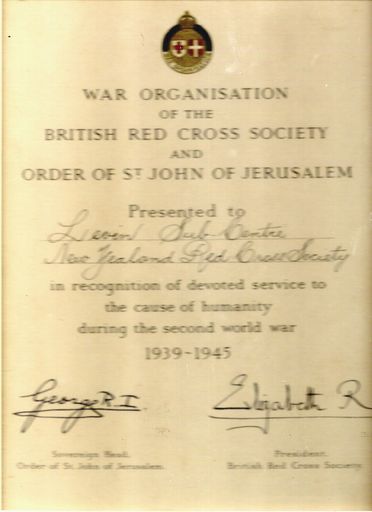 WAR ORGANISATION
OF THE
BRITISH RED CROSS SOCIETY
AND
ORDER OF ST JOHN OF JERUSALEM
Presented to
Levin Sub Centre
New Zealand Red Cross Society
in recognition of devoted service to
the cause of humanity
during the second world war
1939-1945
George R.I.
Elizabeth R
Sovereign Head,
Order of St. John of Jerusalem.
President,
British Red Cross Society.